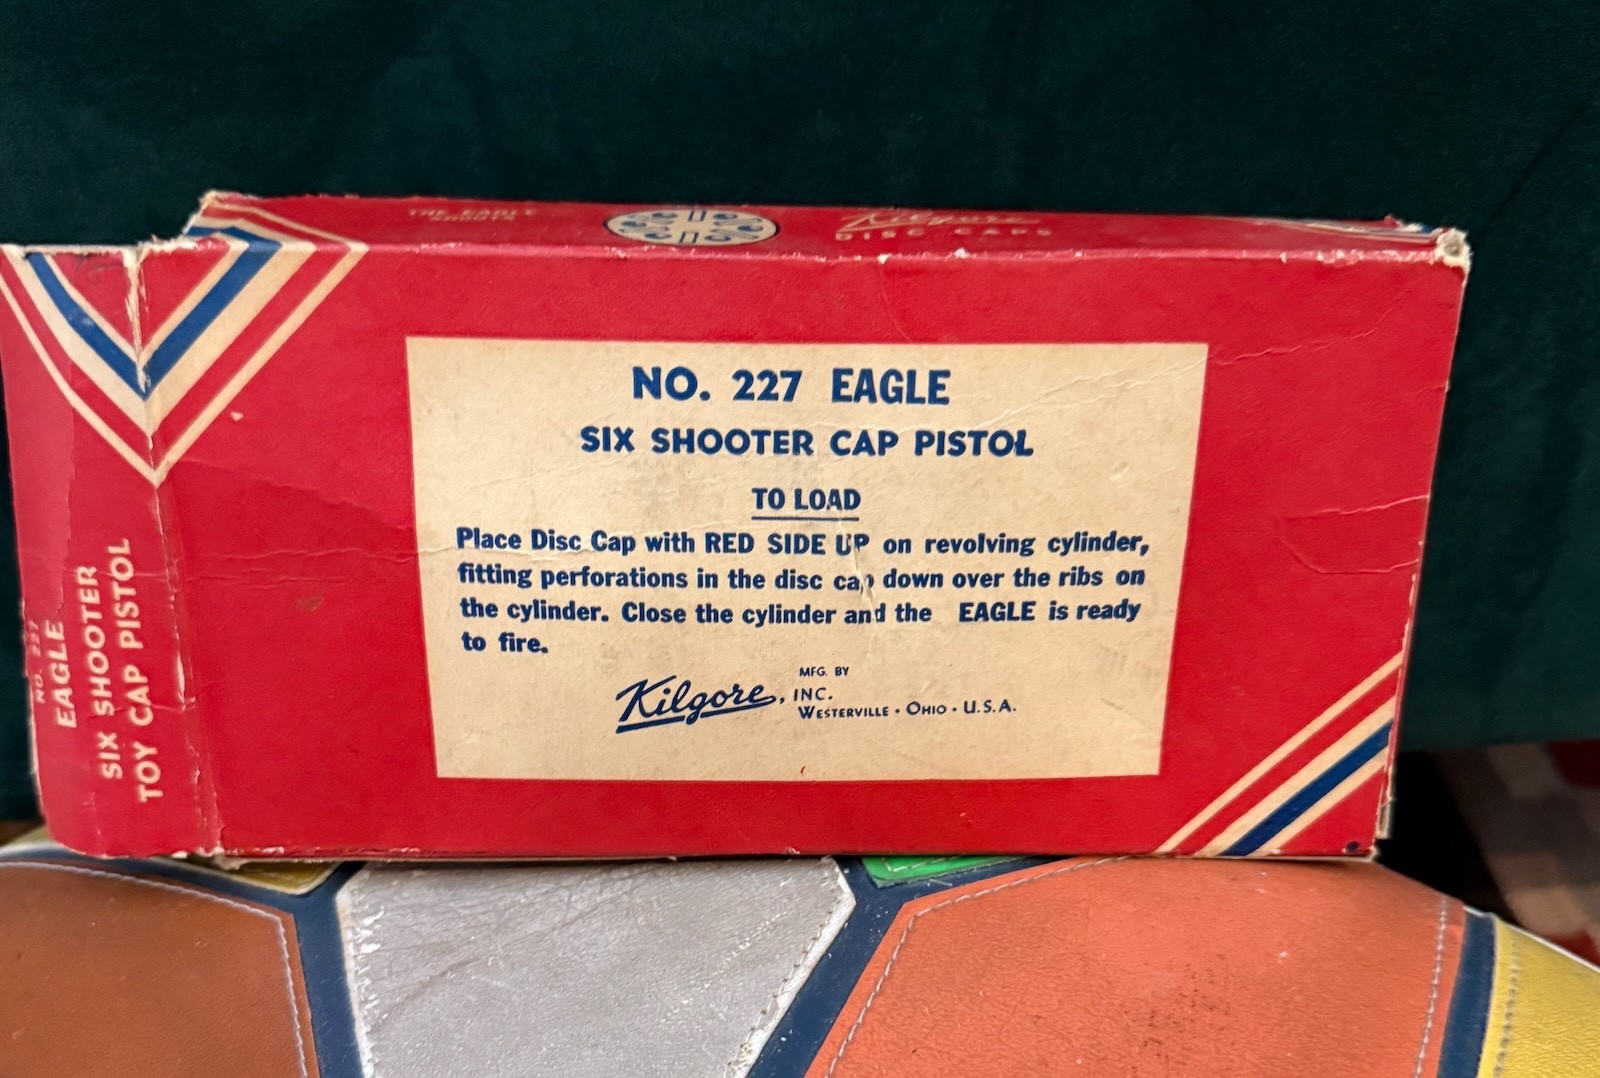 THE EAGLE
SHOOTS
Kilgore
DISC CAPS
NO. 227 EAGLE
SIX SHOOTER CAP PISTOL
TO LOAD
Place Disc Cap with RED SIDE UP on revolving cylinder,
fitting perforations in the disc cap down over the ribs on
the cylinder. Close the cylinder and the EAGLE is ready
to fire.
MFG. BY
Kilgore, INC.
WESTERVILLE • OHIO • U.S.A.
NO. 227
EAGLE
SIX SHOOTER
TOY CAP PISTOL